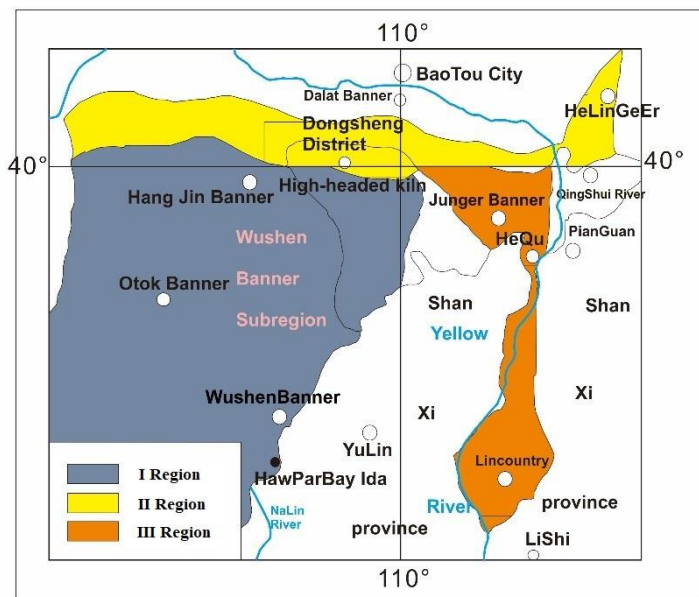 110°
BaoTou City
Dalat Banner
HeLinGeEr
Dongsheng
District
40°
40°
High-headed kiln
Hang Jin Banner
Junger Banner
QingShui River
Wushen
HeQu
PianGuan
Banner
Otok Banner
Subregion
Shan
Shan
Yellow
WushenBanner
Xi
Xi
YuLin
I Region
HawParBay Ida
Lincountry
II Region
NaLin
River
River
province
III Region
province
LiShi
110°